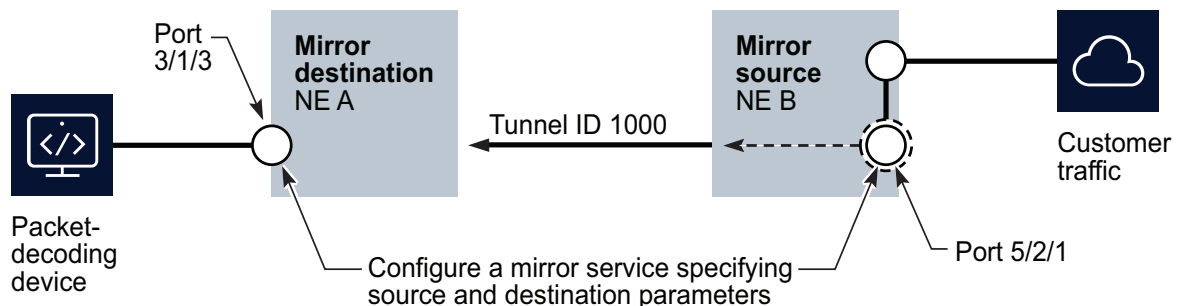 Port
3/1/3
Mirror
destination
NE A
Mirror
source
NE B
Tunnel ID 1000
Customer
traffic
Packet-
decoding
device
Port 5/2/1
Configure a mirror service specifying
source and destination parameters